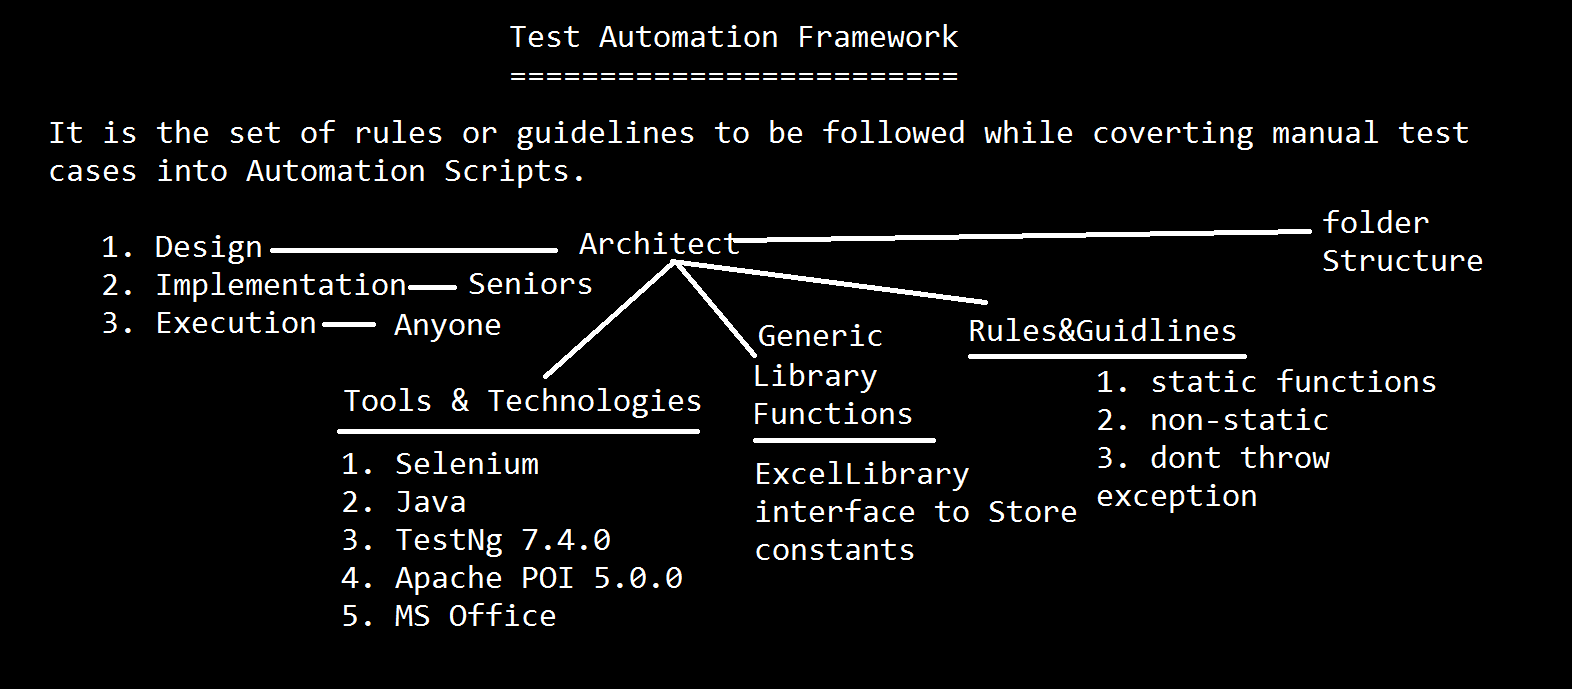 Test Automation Framework
=========================
It is the set of rules or guidelines to be followed while coverting manual test
cases into Automation Scripts.
1. Design
2. Implementation
3. Execution
Architect
Seniors
Anyone
folder
Structure
Tools & Technologies
1. Selenium
2. Java
3. TestNg 7.4.0
4. Apache POI 5.0.0
5. MS Office
Generic
Library
Functions
ExcelLibrary
interface to Store
constants
Rules&Guidlines
1. static functions
2. non-static
3. dont throw
exception